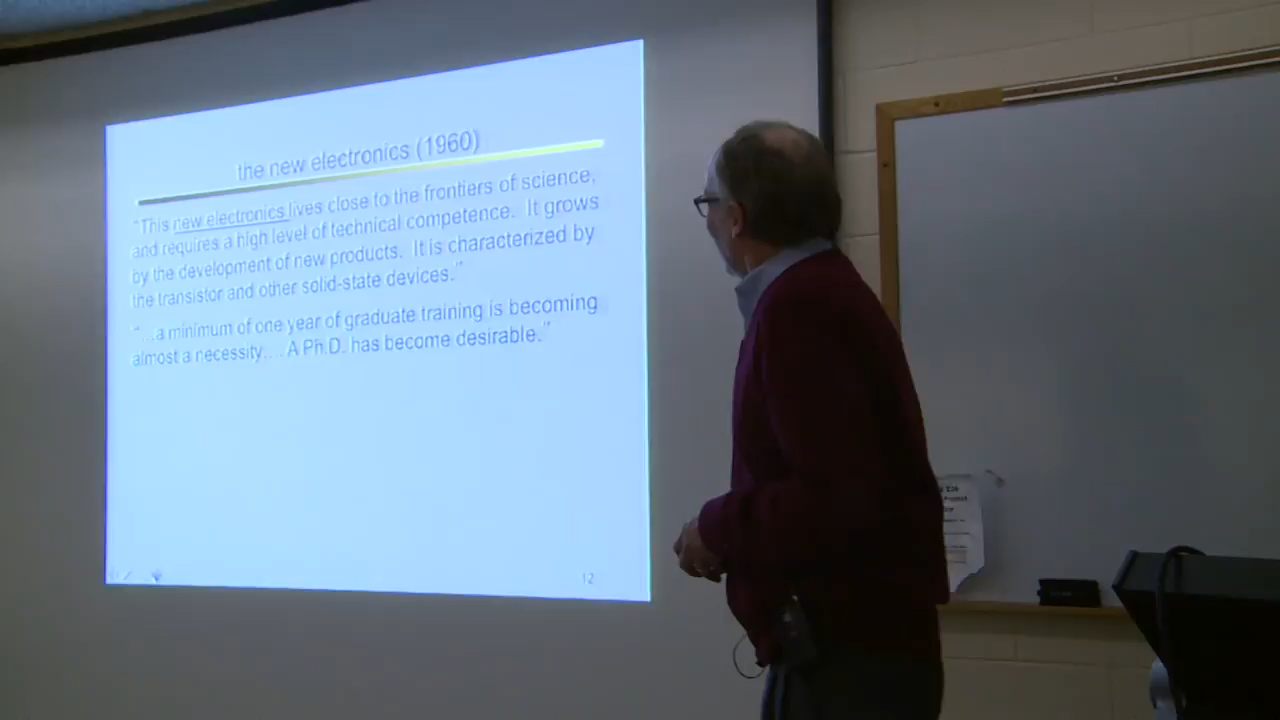 the new electronics (1960)
"This new electronics lives close to the frontiers of science,
and requires a high level of technical competence. It grows
by the development of new products. It is characterized by
the transistor and other solid-state devices."
"…a minimum of one year of graduate training is becoming
almost a necessity…. A Ph.D. has become desirable."
12